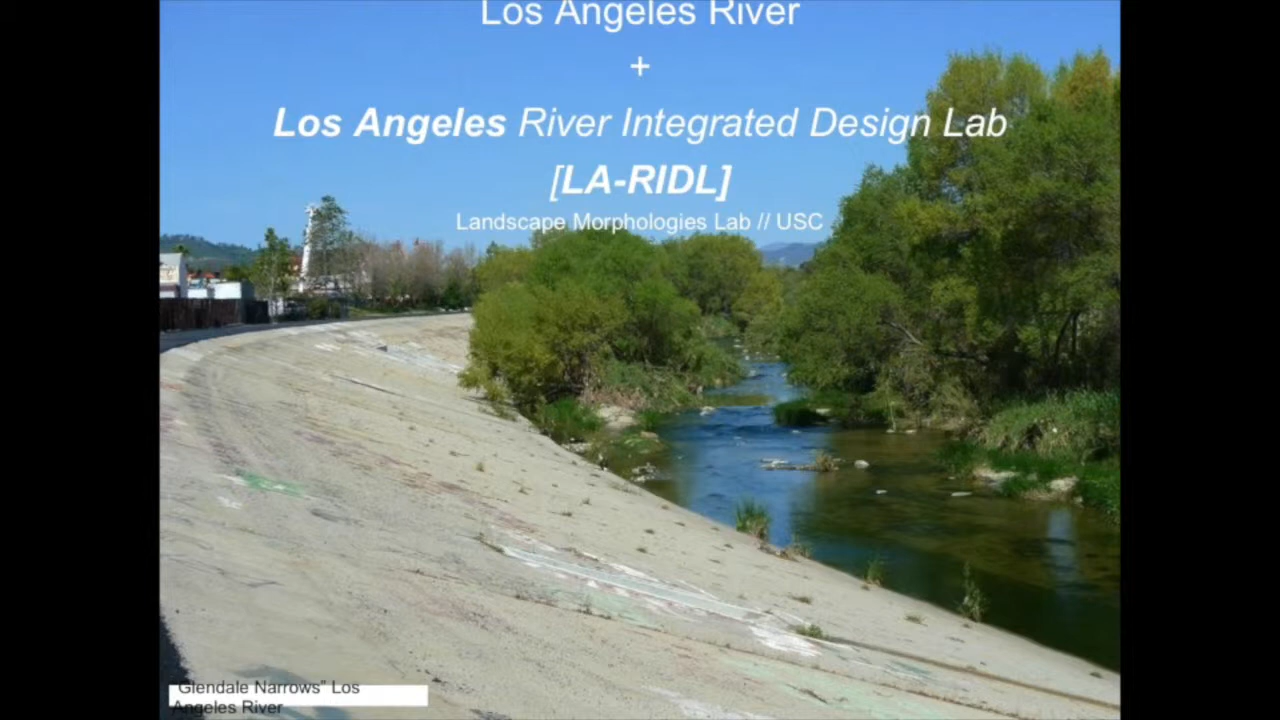 Los Angeles River
+
Los Angeles River Integrated Design Lab
[LA-RIDL]
Landscape Morphologies Lab // USC
"Glendale Narrows" Los
Angeles River